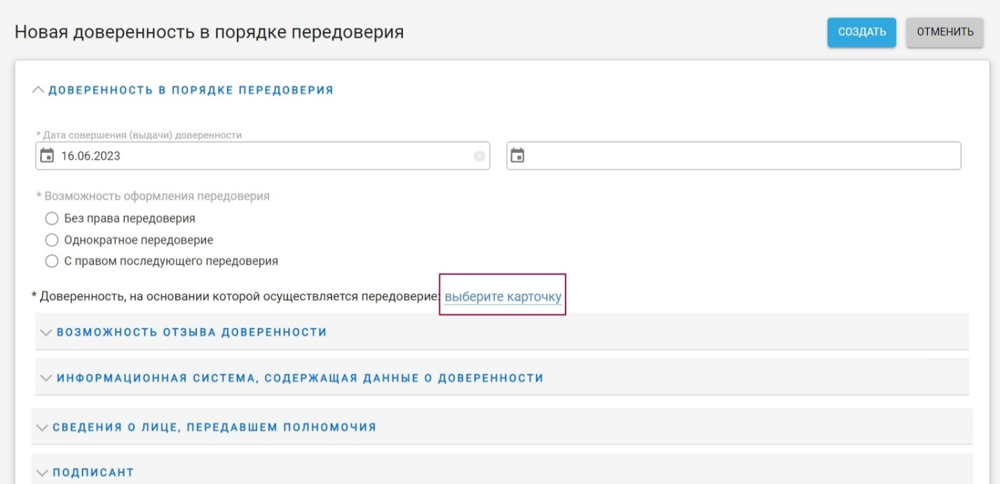 Новая доверенность в порядке передоверия
СОЗДАТЬ
ОТМЕНИТЬ
ДОВЕРЕННОСТЬ В ПОРЯДКЕ ПЕРЕДОВЕРИЯ
* Дата совершения (выдачи) доверенности
16.06.2023
* Возможность оформления передоверия
Без права передоверия
Однократное передоверие
С правом последующего передоверия
* Доверенность, на основании которой осуществляется передоверие: выберите карточку
ВОЗМОЖНОСТЬ ОТЗЫВА ДОВЕРЕННОСТИ
ИНФОРМАЦИОННАЯ СИСТЕМА, СОДЕРЖАЩАЯ ДАННЫЕ О ДОВЕРЕННОСТИ
СВЕДЕНИЯ О ЛИЦЕ, ПЕРЕДАВШЕМ ПОЛНОМОЧИЯ
ПОДПИСАНТ